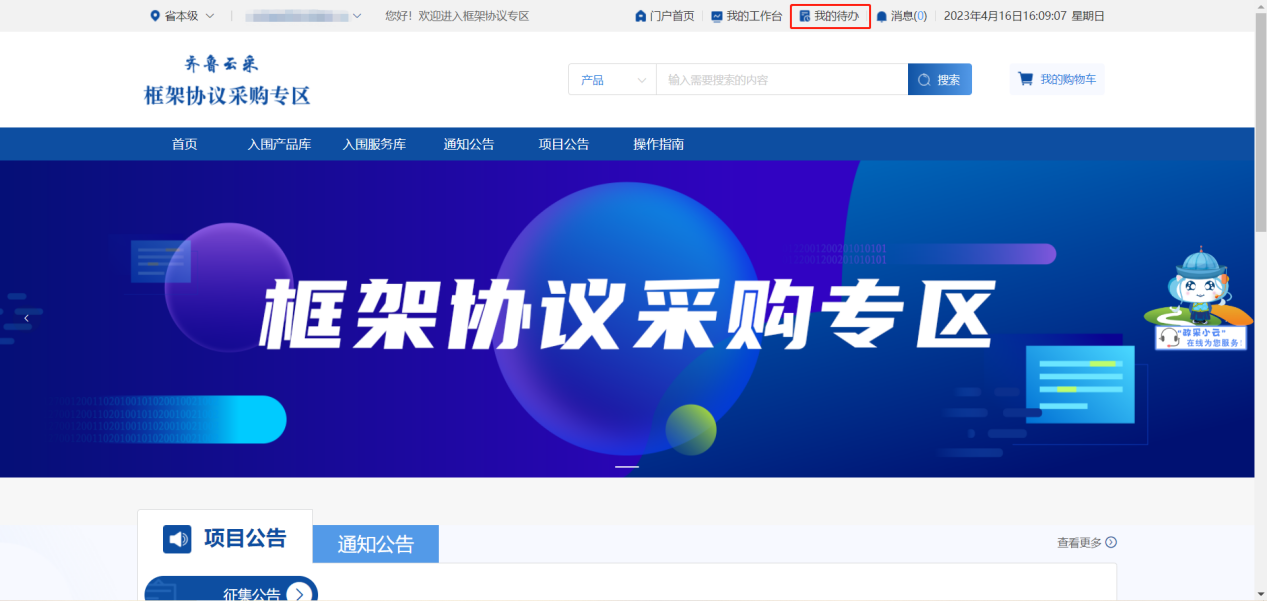 省本级
您好！欢迎进入框架协议采购专区
门户首页
我的工作台
我的待办
消息(0)
2023年4月16日16:09:07 星期日
齐鲁云采
框架协议采购专区
产品
输入需要搜索的内容
搜索
我的购物车
首页
入围产品库
入围服务库
通知公告
项目公告
操作指南
框架协议采购专区
在线为您服务!
项目公告
通知公告
查看更多
征集公告